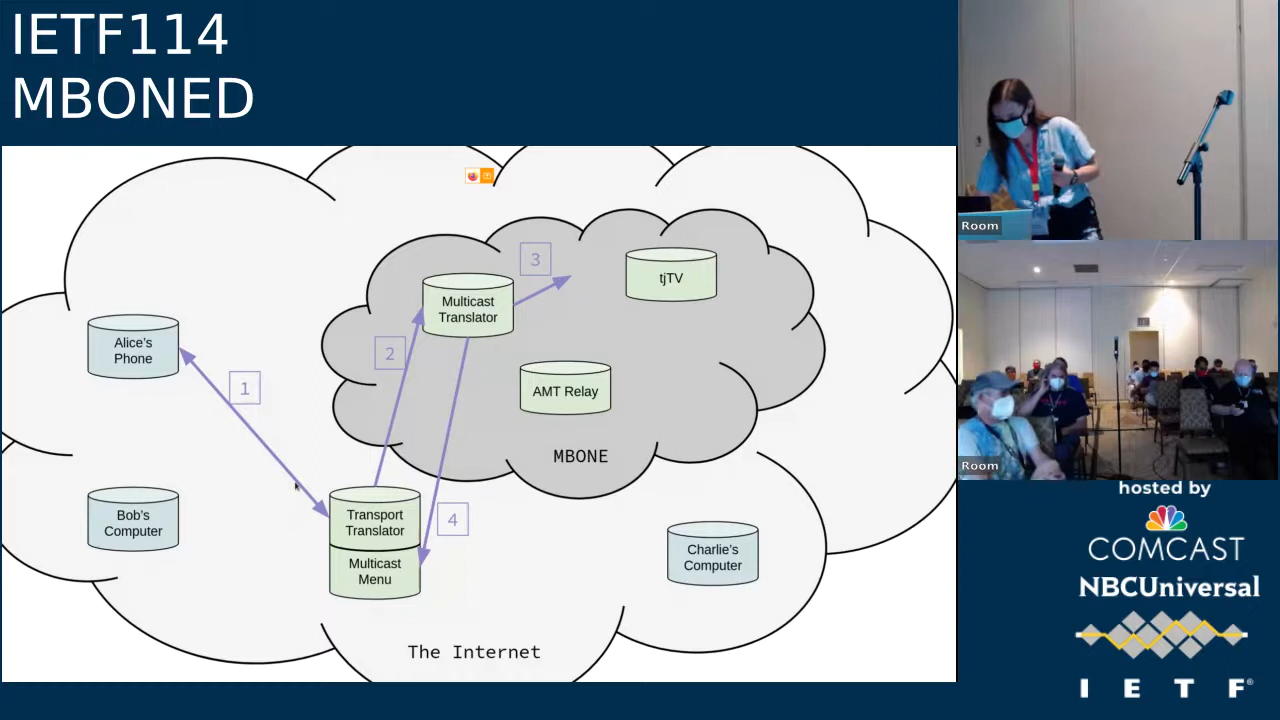 IETF114
MBONED
3
tjTV
Multicast
Translator
Alice's
Phone
2
1
AMT Relay
MBONE
Bob's
Computer
Transport
Translator
4
Multicast
Menu
Charlie's
Computer
The Internet
Room
Room
hosted by
COMCAST
NBCUniversal
I E T F®